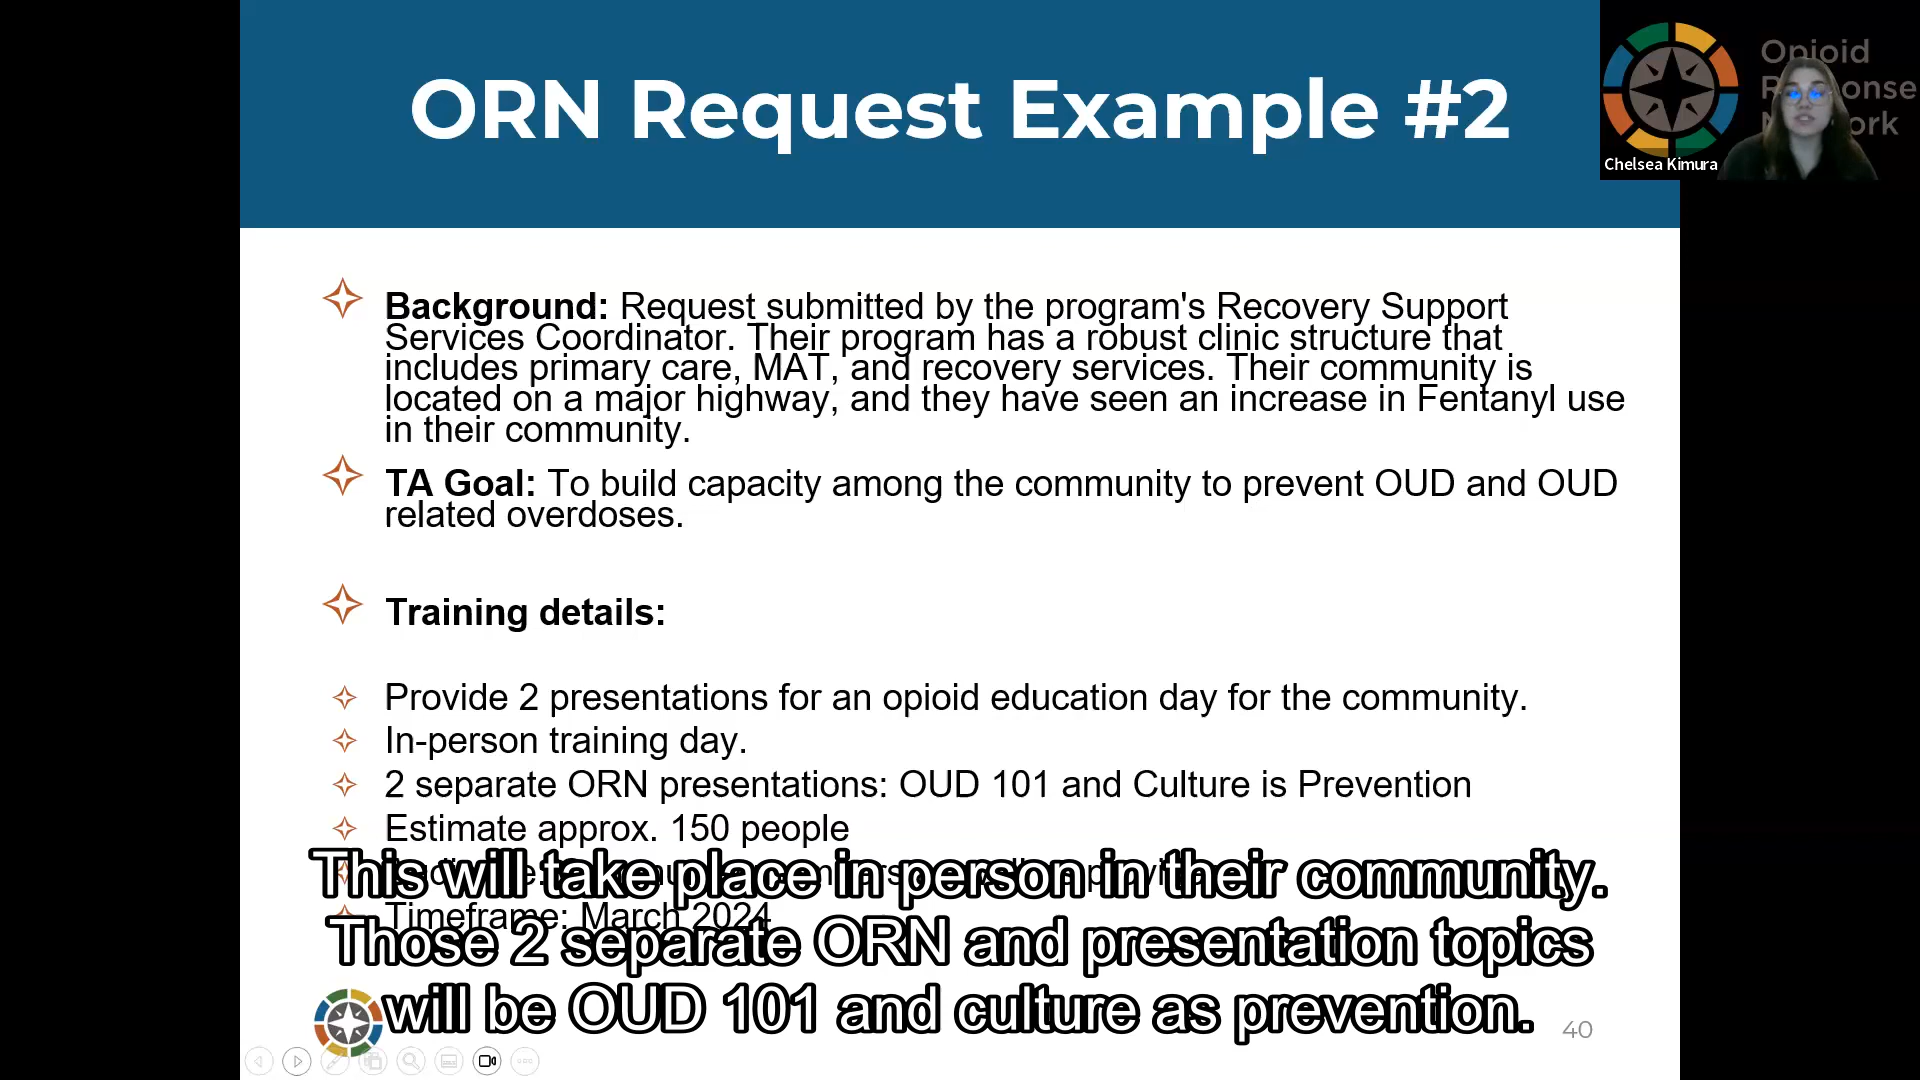 ORN Request Example #2
Opioid
Response
Network
Chelsea Kimura
Background: Request submitted by the program's Recovery Support
Services Coordinator. Their program has a robust clinic structure that
includes primary care, MAT, and recovery services. Their community is
located on a major highway, and they have seen an increase in Fentanyl use
in their community.
TA Goal: To build capacity among the community to prevent OUD and OUD
related overdoses.
Training details:
Provide 2 presentations for an opioid education day for the community.
In-person training day.
2 separate ORN presentations: OUD 101 and Culture is Prevention
Estimate approx. 150 people
Timeframe: March 2024
This will take place in person in their community.
Those 2 separate ORN and presentation topics
will be OUD 101 and culture as prevention.
40